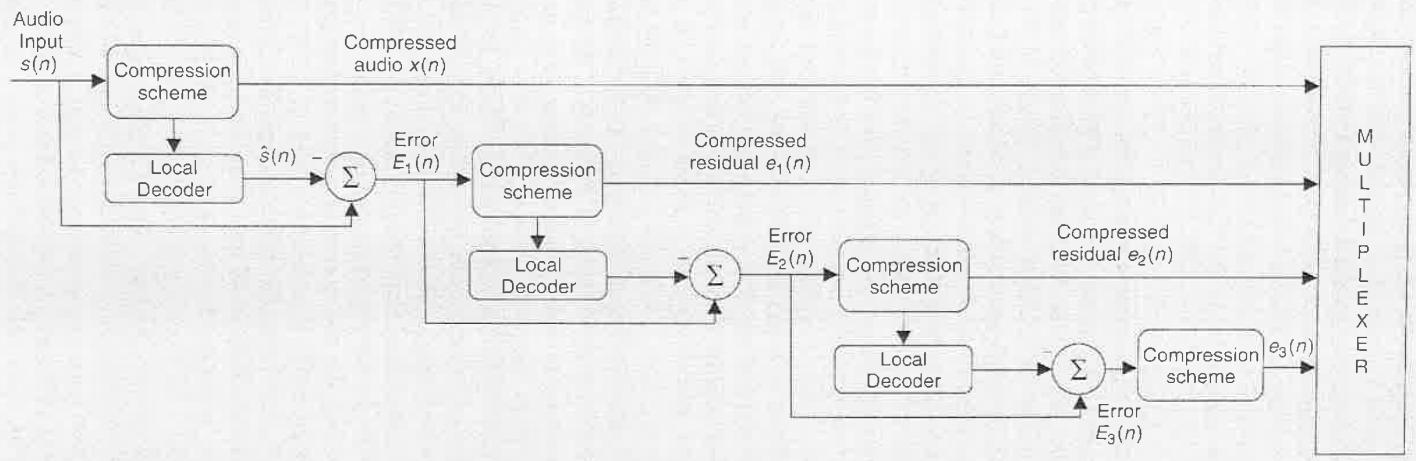 Audio
Input
s(n)
Compression
scheme
Compressed
audio x(n)
Local
Decoder
ŝ(n)
−
Σ
Error
E₁(n)
Compression
scheme
Compressed
residual e₁(n)
Local
Decoder
−
Σ
Error
E₂(n)
Compression
scheme
Compressed
residual e₂(n)
Local
Decoder
−
Σ
Error
E₃(n)
Compression
scheme
e₃(n)
M
U
L
T
I
P
L
E
X
E
R